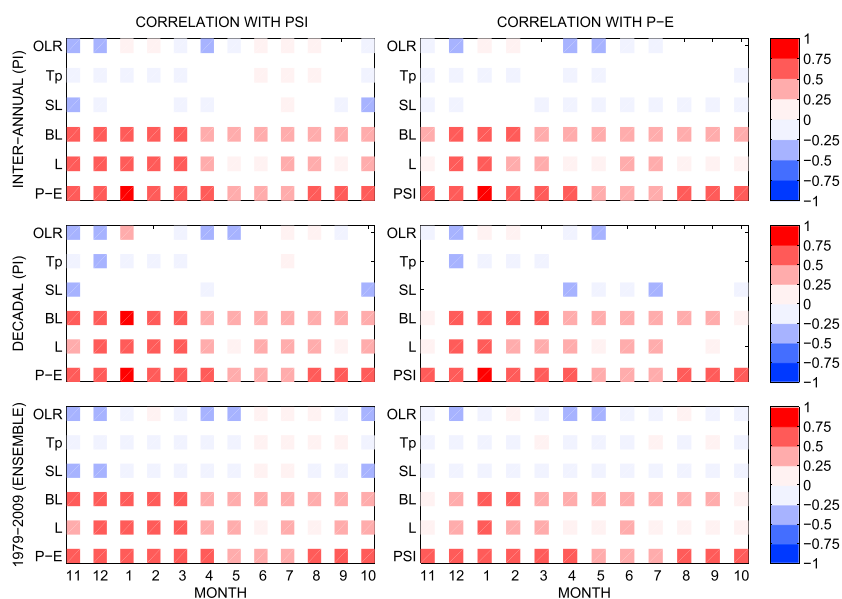 CORRELATION WITH PSI CORRELATION WITH P−E
INTER−ANNUAL (PI)
OLR OLR 1
Tp Tp 0.75
SL SL 0.5
BL BL 0.25
L L 0
P−E PSI −0.25
−0.5
−0.75
−1
DECADAL (PI)
OLR OLR 1
Tp Tp 0.75
SL SL 0.5
BL BL 0.25
L L 0
P−E PSI −0.25
−0.5
−0.75
−1
1979−2009 (ENSEMBLE)
OLR OLR 1
Tp Tp 0.75
SL SL 0.5
BL BL 0.25
L L 0
P−E PSI −0.25
−0.5
−0.75
−1
11 12 1 2 3 4 5 6 7 8 9 10 11 12 1 2 3 4 5 6 7 8 9 10
MONTH MONTH